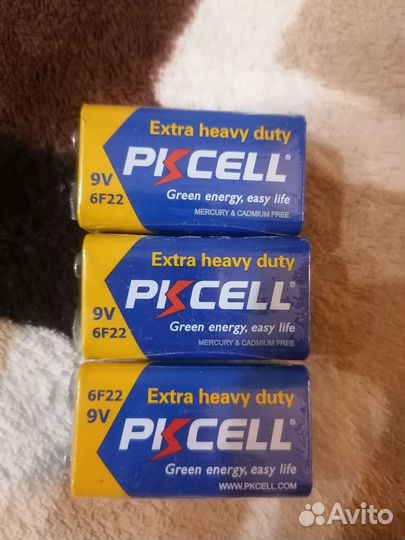 Extra heavy duty
PKCELL®
9V
6F22
Green energy, easy life
MERCURY & CADMIUM FREE
Extra heavy duty
PKCELL®
9V
6F22
Green energy, easy life
MERCURY & CADMIUM FREE
6F22
9V
Extra heavy duty
PKCELL®
Green energy, easy life
WWW.PKCELL.COM
Avito